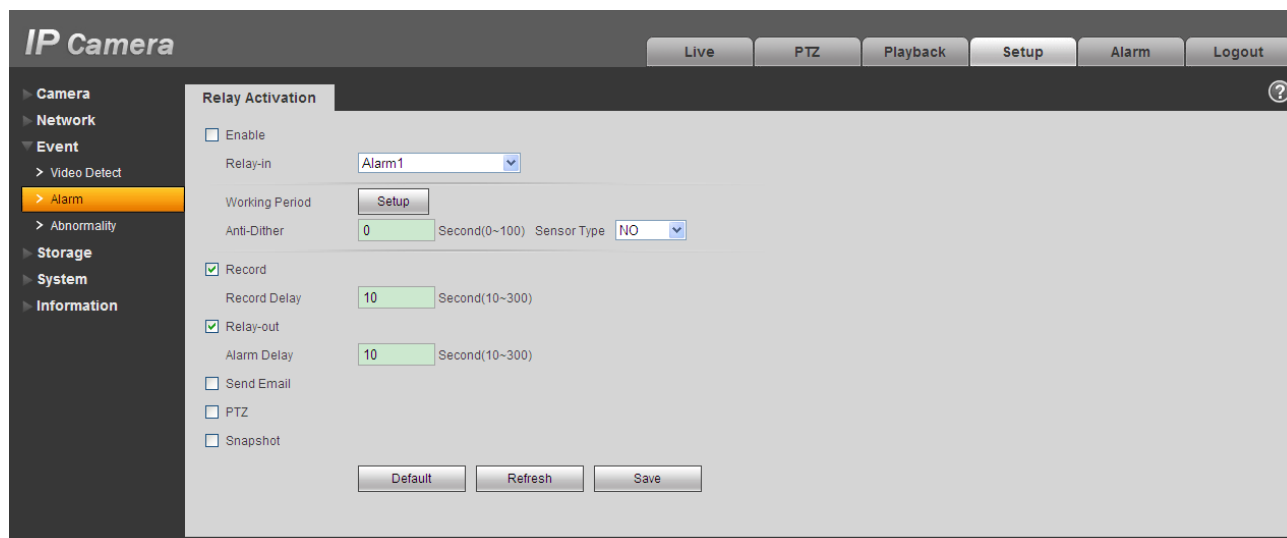 IP Camera
Live PTZ Playback Setup Alarm Logout
Camera
Network
Event
> Video Detect
> Alarm
> Abnormality
Storage
System
Information
Relay Activation
?
Enable
Relay-in Alarm1
Working Period Setup
Anti-Dither 0 Second(0~100) Sensor Type NO
Record
Record Delay 10 Second(10~300)
Relay-out
Alarm Delay 10 Second(10~300)
Send Email
PTZ
Snapshot
Default Refresh Save